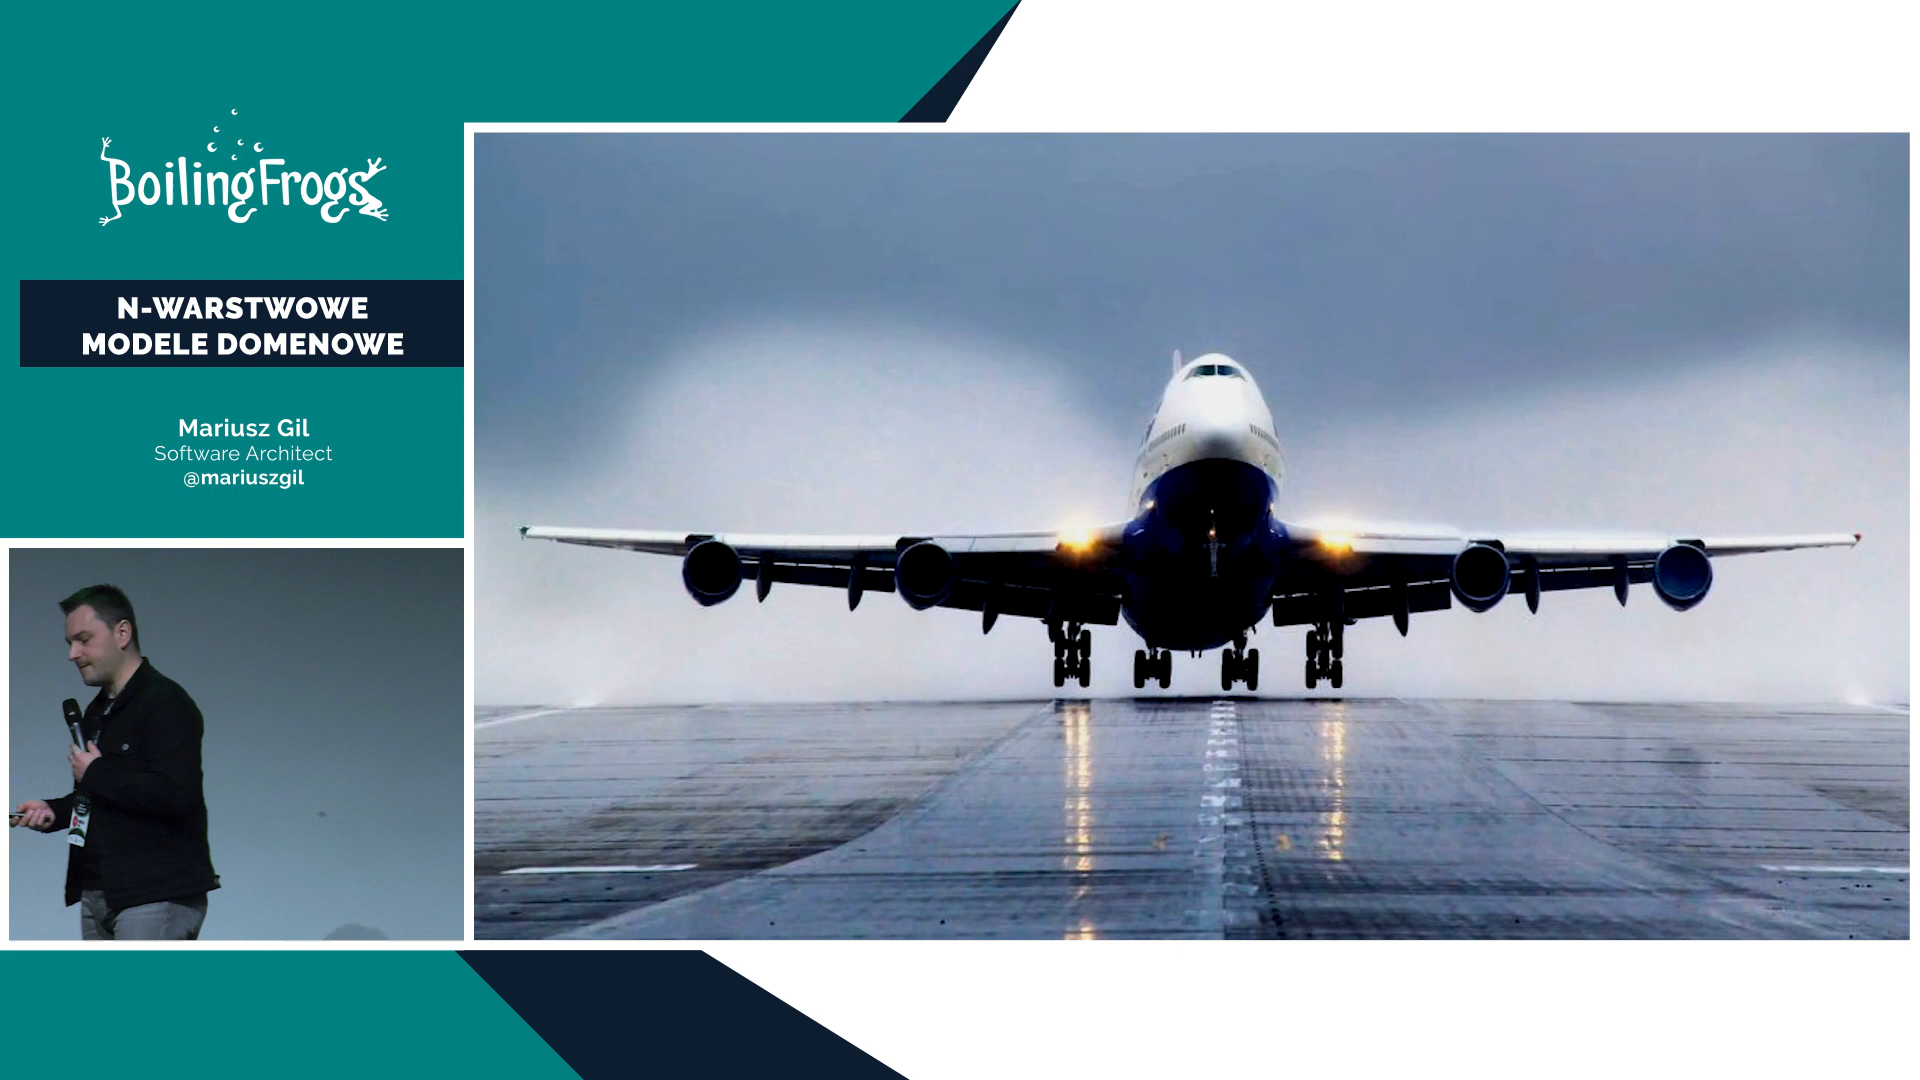 BoilingFrogs
N-WARSTWOWE
MODELE DOMENOWE
Mariusz Gil
Software Architect
@mariuszgil